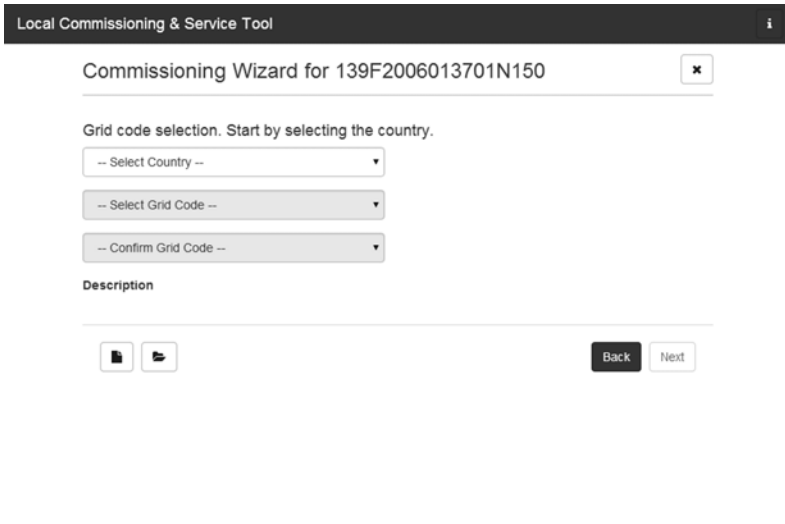 Local Commissioning & Service Tool
i
Commissioning Wizard for 139F2006013701N150
Grid code selection. Start by selecting the country.
-- Select Country --
-- Select Grid Code --
-- Confirm Grid Code --
Description
Back Next